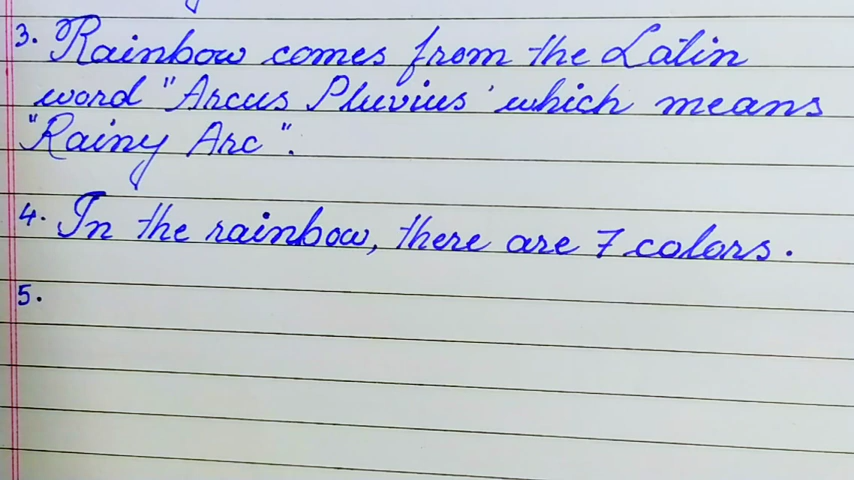 3. Rainbow comes from the Latin
word "Arcus Pluvius' which means
"Rainy Arc".
4. In the rainbow, there are 7 colors.
5.